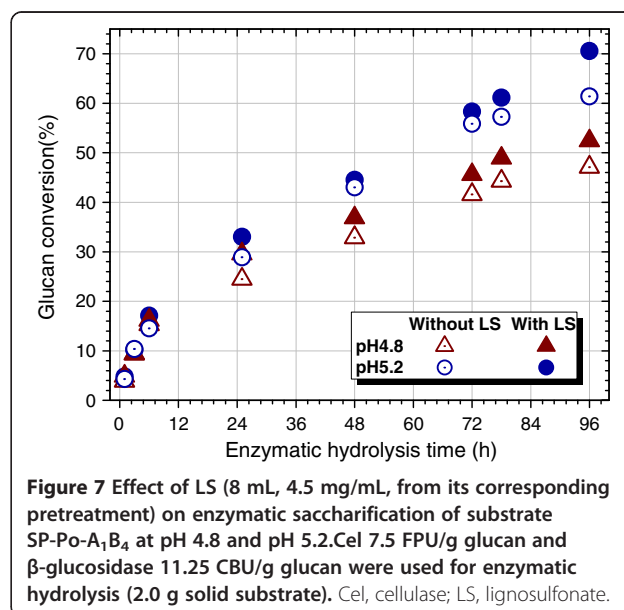 70
60
50
40
30
20
10
0
Glucan conversion(%)
Without LS With LS
pH4.8
pH5.2
0 12 24 36 48 60 72 84 96
Enzymatic hydrolysis time (h)
Figure 7 Effect of LS (8 mL, 4.5 mg/mL, from its corresponding
pretreatment) on enzymatic saccharification of substrate
SP-Po-A₁B₄ at pH 4.8 and pH 5.2.Cel 7.5 FPU/g glucan and
β-glucosidase 11.25 CBU/g glucan were used for enzymatic
hydrolysis (2.0 g solid substrate). Cel, cellulase; LS, lignosulfonate.